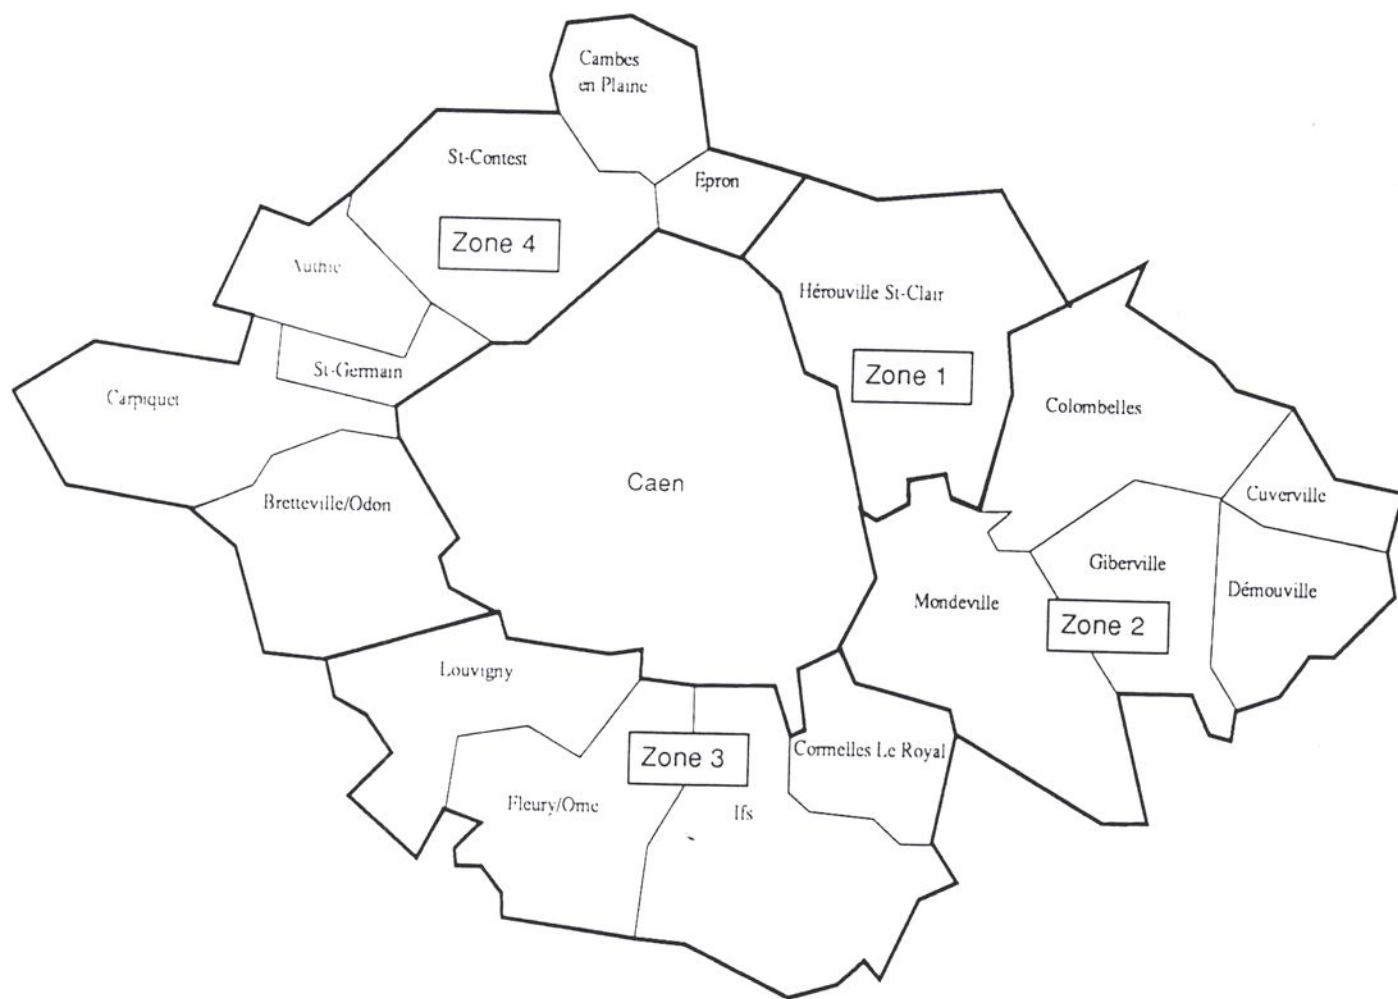 Cambes
en Plaine
St-Contest
Epron
Zone 4
Authie
Hérouville St-Clair
St-Germain
Zone 1
Carpiquet
Colombelles
Bretteville/Odon
Caen
Cuverville
Giberville
Démouville
Mondeville
Zone 2
Louvigny
Zone 3
Cormelles Le Royal
Fleury/Orne
Ifs